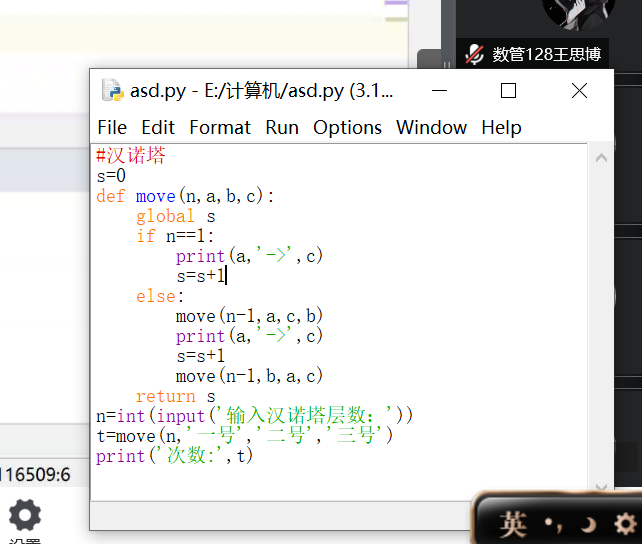 数管128王思博
asd.py - E:/计算机/asd.py (3.1...
File Edit Format Run Options Window Help
#汉诺塔
s=0
def move(n,a,b,c):
    global s
    if n==1:
        print(a,'->',c)
        s=s+1
    else:
        move(n-1,a,c,b)
        print(a,'->',c)
        s=s+1
        move(n-1,b,a,c)
    return s
n=int(input('输入汉诺塔层数：'))
t=move(n,'一号','二号','三号')
print('次数:',t)
116509:6
英